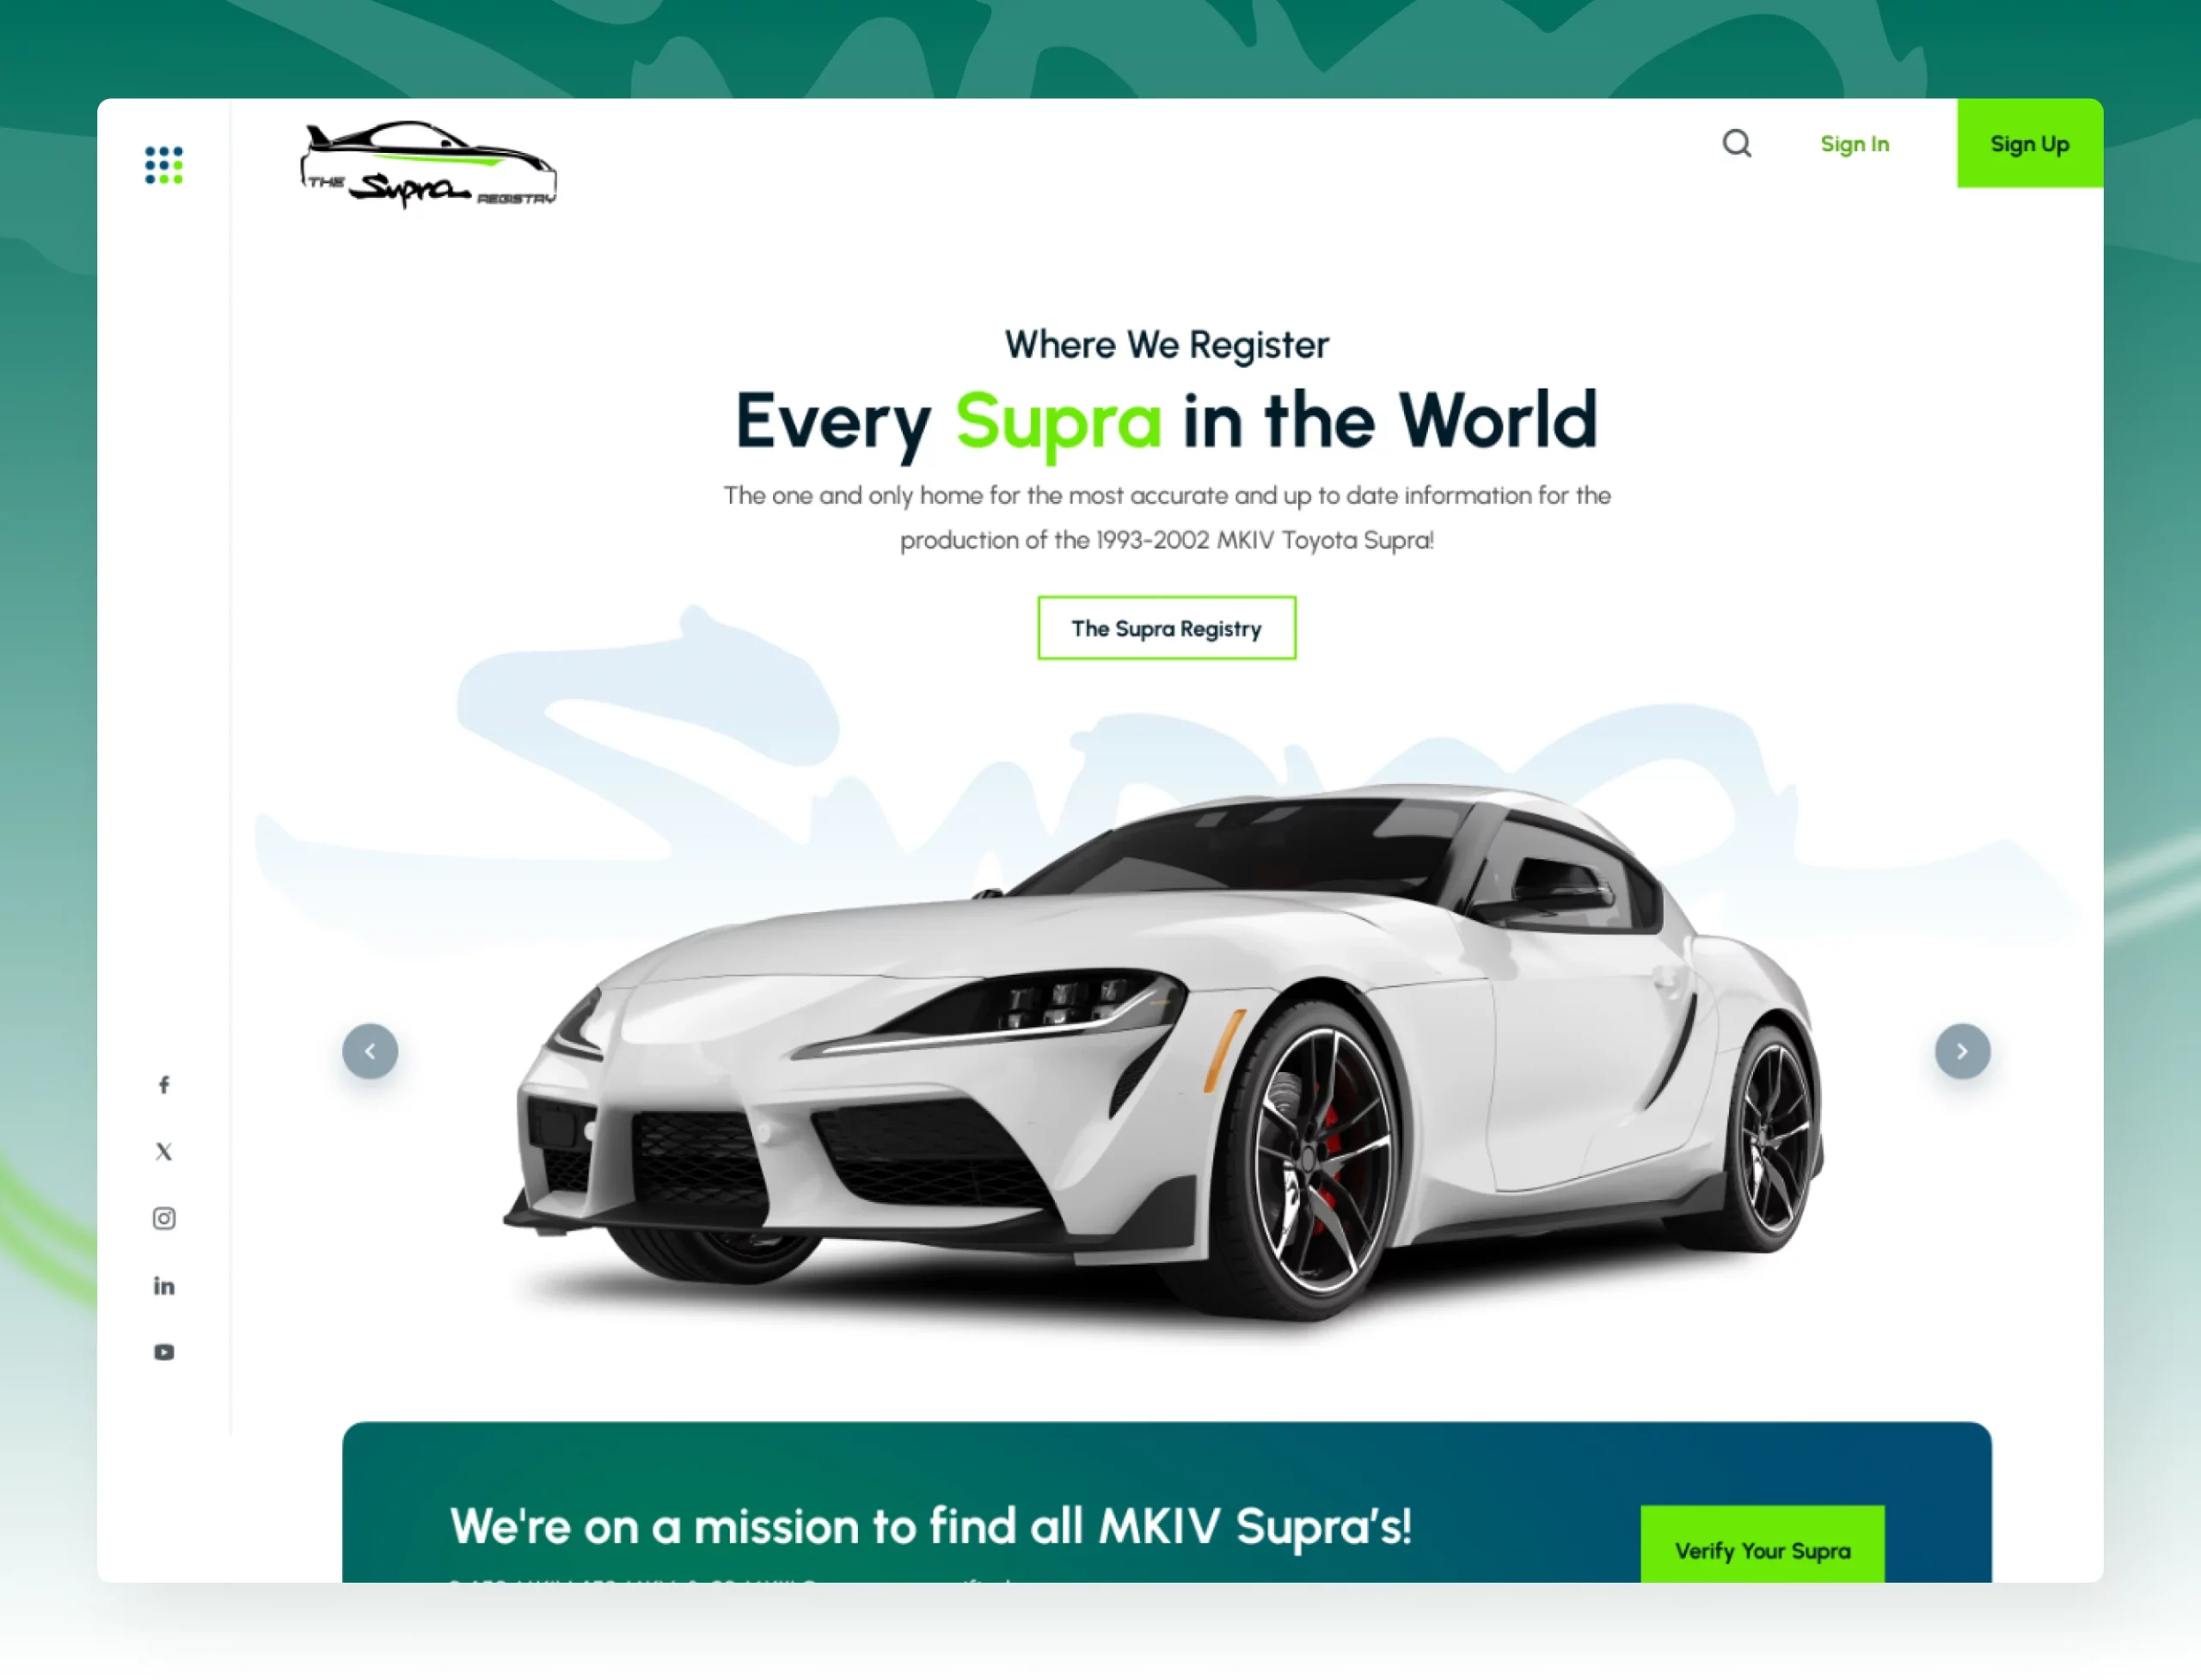 THE Supra REGISTRY
Sign In
Sign Up
Where We Register
Every Supra in the World
The one and only home for the most accurate and up to date information for the
production of the 1993-2002 MKIV Toyota Supra!
The Supra Registry
Supra
We're on a mission to find all MKIV Supra’s!
Verify Your Supra